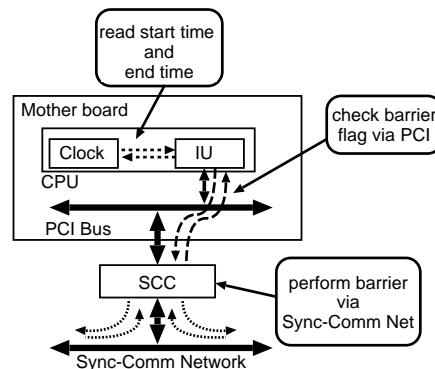 read start time
and
end time
Mother board
check barrier
flag via PCI
Clock
IU
CPU
PCI Bus
SCC
perform barrier
via
Sync-Comm Net
Sync-Comm Network